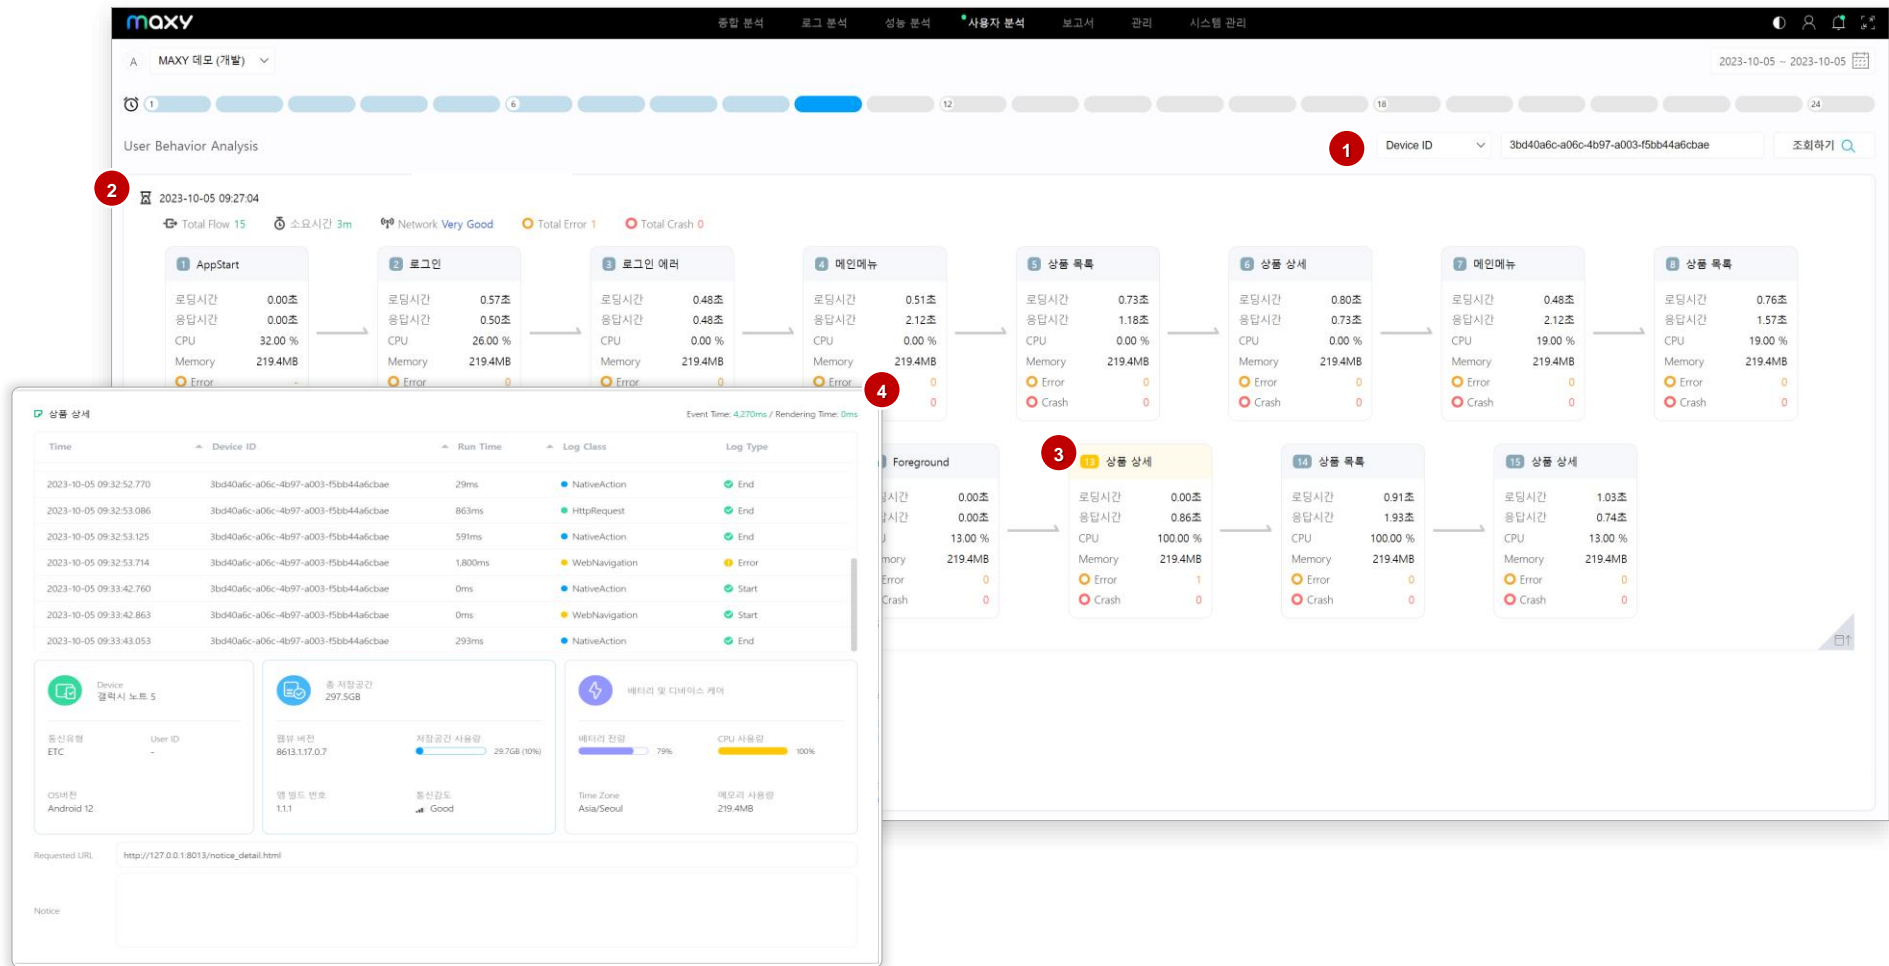 maxy 종합 분석 로그 분석 성능 분석 사용자 분석 보고서 관리 시스템 관리
A MAXY 데모 (개발) 2023-10-05 ~ 2023-10-05
1 6 12 18 24
User Behavior Analysis 1 Device ID 3bd40a6c-a06c-4b97-a003-f5bb44a6cbae 조회하기
2 2023-10-05 09:27:04
Total Flow 15 소요시간 3m Network Very Good Total Error 1 Total Crash 0
1 AppStart 2 로그인 3 로그인 에러 4 메인메뉴 5 상품 목록 6 상품 상세 7 메인메뉴 8 상품 목록
로딩시간 0.00초 로딩시간 0.57초 로딩시간 0.48초 로딩시간 0.51초 로딩시간 0.73초 로딩시간 0.80초 로딩시간 0.48초 로딩시간 0.76초
응답시간 0.00초 응답시간 0.50초 응답시간 0.48초 응답시간 2.12초 응답시간 1.18초 응답시간 0.73초 응답시간 2.12초 응답시간 1.57초
CPU 32.00 % CPU 26.00 % CPU 0.00 % CPU 0.00 % CPU 0.00 % CPU 0.00 % CPU 19.00 % CPU 19.00 %
Memory 219.4MB Memory 219.4MB Memory 219.4MB Memory 219.4MB Memory 219.4MB Memory 219.4MB Memory 219.4MB Memory 219.4MB
Error - Error 0 Error 0 Error 0 Error 0 Error 0 Error 0 Error 0
0 Crash 0 Crash 0 Crash 0 Crash 0
Foreground 3 13 상품 상세 14 상품 목록 15 상품 상세
딩시간 0.00초 로딩시간 0.00초 로딩시간 0.91초 로딩시간 1.03초
답시간 0.00초 응답시간 0.86초 응답시간 1.93초 응답시간 0.74초
13.00 % CPU 100.00 % CPU 100.00 % CPU 13.00 %
mory 219.4MB Memory 219.4MB Memory 219.4MB Memory 219.4MB
Error 0 Error 1 Error 0 Error 0
Crash 0 Crash 0 Crash 0 Crash 0
4
상품 상세 Event Time: 4,270ms / Rendering Time: 0ms
Time Device ID Run Time Log Class Log Type
2023-10-05 09:32:52.770 3bd40a6c-a06c-4b97-a003-f5bb44a6cbae 29ms NativeAction End
2023-10-05 09:32:53.086 3bd40a6c-a06c-4b97-a003-f5bb44a6cbae 863ms HttpRequest End
2023-10-05 09:32:53.125 3bd40a6c-a06c-4b97-a003-f5bb44a6cbae 591ms NativeAction End
2023-10-05 09:32:53.714 3bd40a6c-a06c-4b97-a003-f5bb44a6cbae 1,800ms WebNavigation Error
2023-10-05 09:33:42.760 3bd40a6c-a06c-4b97-a003-f5bb44a6cbae 0ms NativeAction Start
2023-10-05 09:33:42.863 3bd40a6c-a06c-4b97-a003-f5bb44a6cbae 0ms WebNavigation Start
2023-10-05 09:33:43.053 3bd40a6c-a06c-4b97-a003-f5bb44a6cbae 293ms NativeAction End
Device 총 저장공간
갤럭시 노트 5 297.5GB 배터리 및 디바이스 케어
통신유형 User ID 웹뷰 버전 저장공간 사용량 배터리 잔량 CPU 사용량
ETC - 8613.1.17.0.7 29.7GB (10%) 79% 100%
OS버전 앱 빌드 번호 통신감도 Time Zone 메모리 사용량
Android 12 1.1.1 Good Asia/Seoul 219.4MB
Requested URL http://127.0.0.1:8013/notice_detail.html
Notice